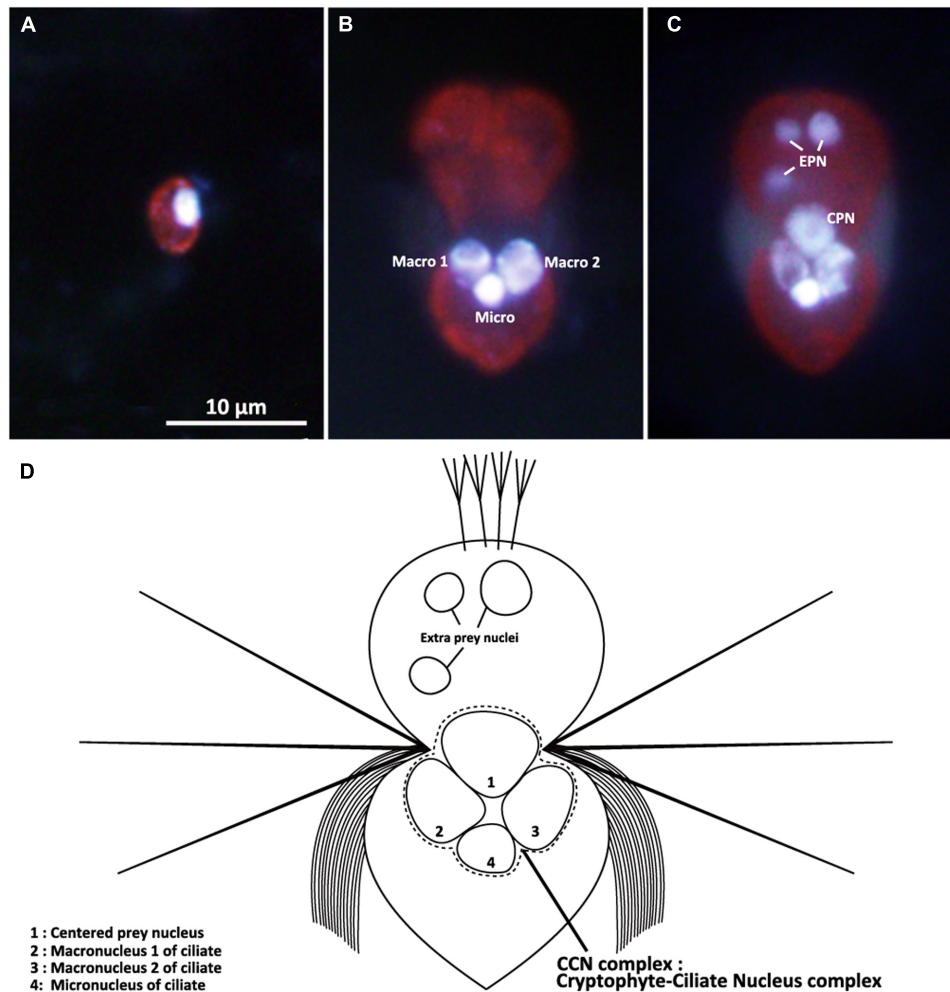 A
B
C
10 µm
Macro 1
Macro 2
Micro
EPN
CPN
D
Extra prey nuclei
1
2
3
4
1 : Centered prey nucleus
2 : Macronucleus 1 of ciliate
3 : Macronucleus 2 of ciliate
4: Micronucleus of ciliate
CCN complex :
Cryptophyte-Ciliate Nucleus complex